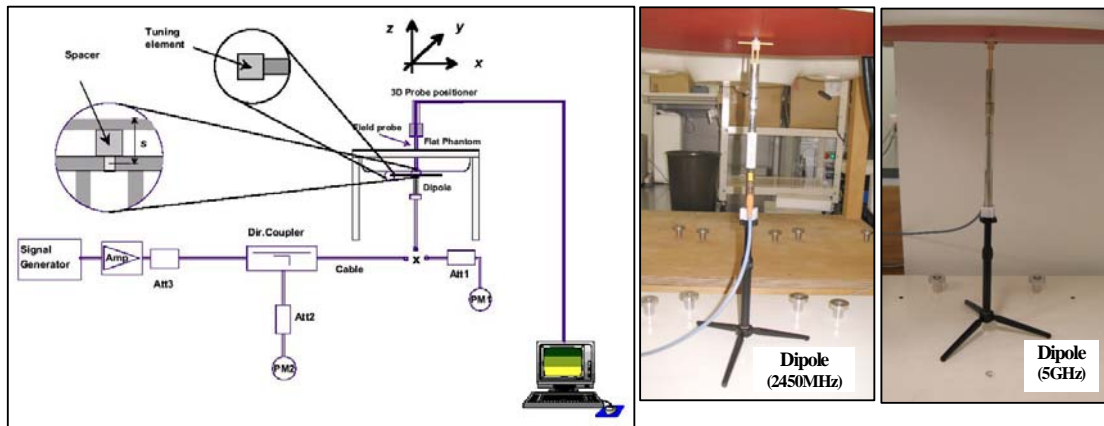 Tuning
element
Spacer
z
y
x
3D Probe positioner
Field probe
Flat Phantom
s
Dipole
Signal
Generator
Amp
Att3
Dir.Coupler
Cable
x
Att1
PM1
Att2
PM2
Dipole
(2450MHz)
Dipole
(5GHz)